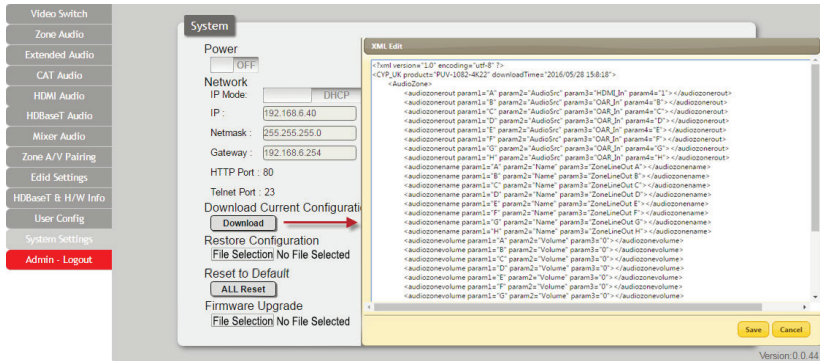 Video Switch
Zone Audio
Extended Audio
CAT Audio
HDMI Audio
HDBaseT Audio
Mixer Audio
Zone A/V Pairing
Edid Settings
HDBaseT & H/W Info
User Config
System Settings
Admin - Logout
System
Power
OFF
Network
IP Mode: DHCP
IP : 192.168.6.40
Netmask : 255.255.255.0
Gateway : 192.168.6.254
HTTP Port : 80
Telnet Port : 23
Download Current Configurati
Download
Restore Configuration
File Selection No File Selected
Reset to Default
ALL Reset
Firmware Upgrade
File Selection No File Selected
XML Edit
<?xml version="1.0" encoding="utf-8" ?>
<CYP_UK product="PUV-1082-4K22" downloadTime="2016/05/28 15:8:18">
<AudioZone>
<audiozonerout param1="A" param2="AudioSrc" param3="HDMI_In" param4="1"></audiozonerout>
<audiozonerout param1="B" param2="AudioSrc" param3="OAR_In" param4="B"></audiozonerout>
<audiozonerout param1="C" param2="AudioSrc" param3="OAR_In" param4="C"></audiozonerout>
<audiozonerout param1="D" param2="AudioSrc" param3="OAR_In" param4="D"></audiozonerout>
<audiozonerout param1="E" param2="AudioSrc" param3="OAR_In" param4="E"></audiozonerout>
<audiozonerout param1="F" param2="AudioSrc" param3="OAR_In" param4="F"></audiozonerout>
<audiozonerout param1="G" param2="AudioSrc" param3="OAR_In" param4="G"></audiozonerout>
<audiozonerout param1="H" param2="AudioSrc" param3="OAR_In" param4="H"></audiozonerout>
<audiozonename param1="A" param2="Name" param3="ZoneLineOut A"></audiozonename>
<audiozonename param1="B" param2="Name" param3="ZoneLineOut B"></audiozonename>
<audiozonename param1="C" param2="Name" param3="ZoneLineOut C"></audiozonename>
<audiozonename param1="D" param2="Name" param3="ZoneLineOut D"></audiozonename>
<audiozonename param1="E" param2="Name" param3="ZoneLineOut E"></audiozonename>
<audiozonename param1="F" param2="Name" param3="ZoneLineOut F"></audiozonename>
<audiozonename param1="G" param2="Name" param3="ZoneLineOut G"></audiozonename>
<audiozonename param1="H" param2="Name" param3="ZoneLineOut H"></audiozonename>
<audiozonevolume param1="A" param2="Volume" param3="0"></audiozonevolume>
<audiozonevolume param1="B" param2="Volume" param3="0"></audiozonevolume>
<audiozonevolume param1="C" param2="Volume" param3="0"></audiozonevolume>
<audiozonevolume param1="D" param2="Volume" param3="0"></audiozonevolume>
<audiozonevolume param1="E" param2="Volume" param3="0"></audiozonevolume>
<audiozonevolume param1="F" param2="Volume" param3="0"></audiozonevolume>
<audiozonevolume param1="G" param2="Volume" param3="0"></audiozonevolume>
Save
Cancel
Version:0.0.44